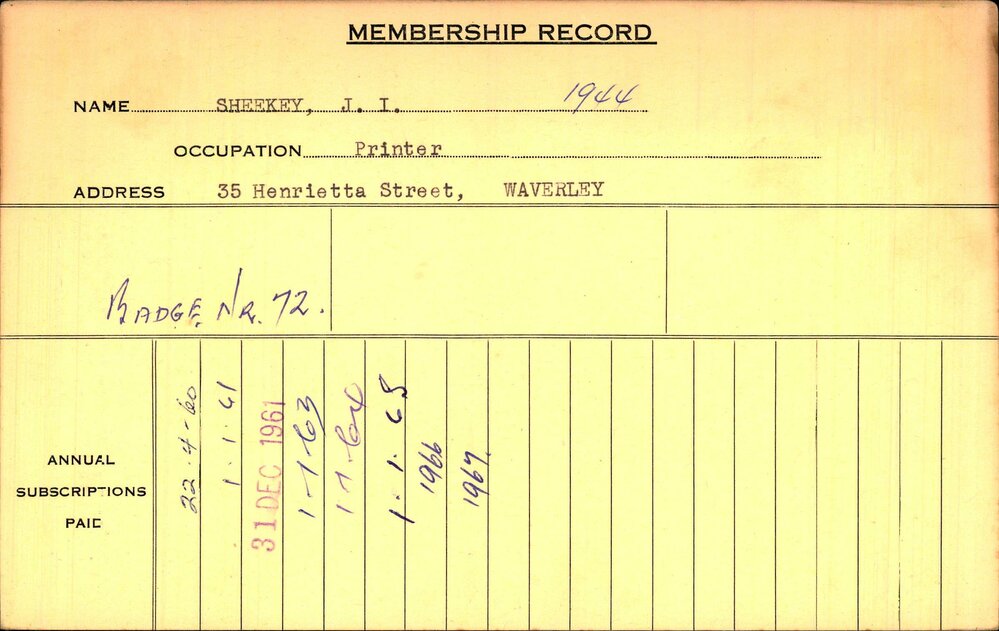 MEMBERSHIP RECORD
NAME SHEEKEY, J. I. 1944
OCCUPATION Printer
ADDRESS 35 Henrietta Street, WAVERLEY
BADGE NR. 72.
ANNUAL SUBSCRIPTIONS PAID
22-4-60
1.1.61
31 DEC 1961
1-1-63
1-1-64
1.1.65
1966
1967.